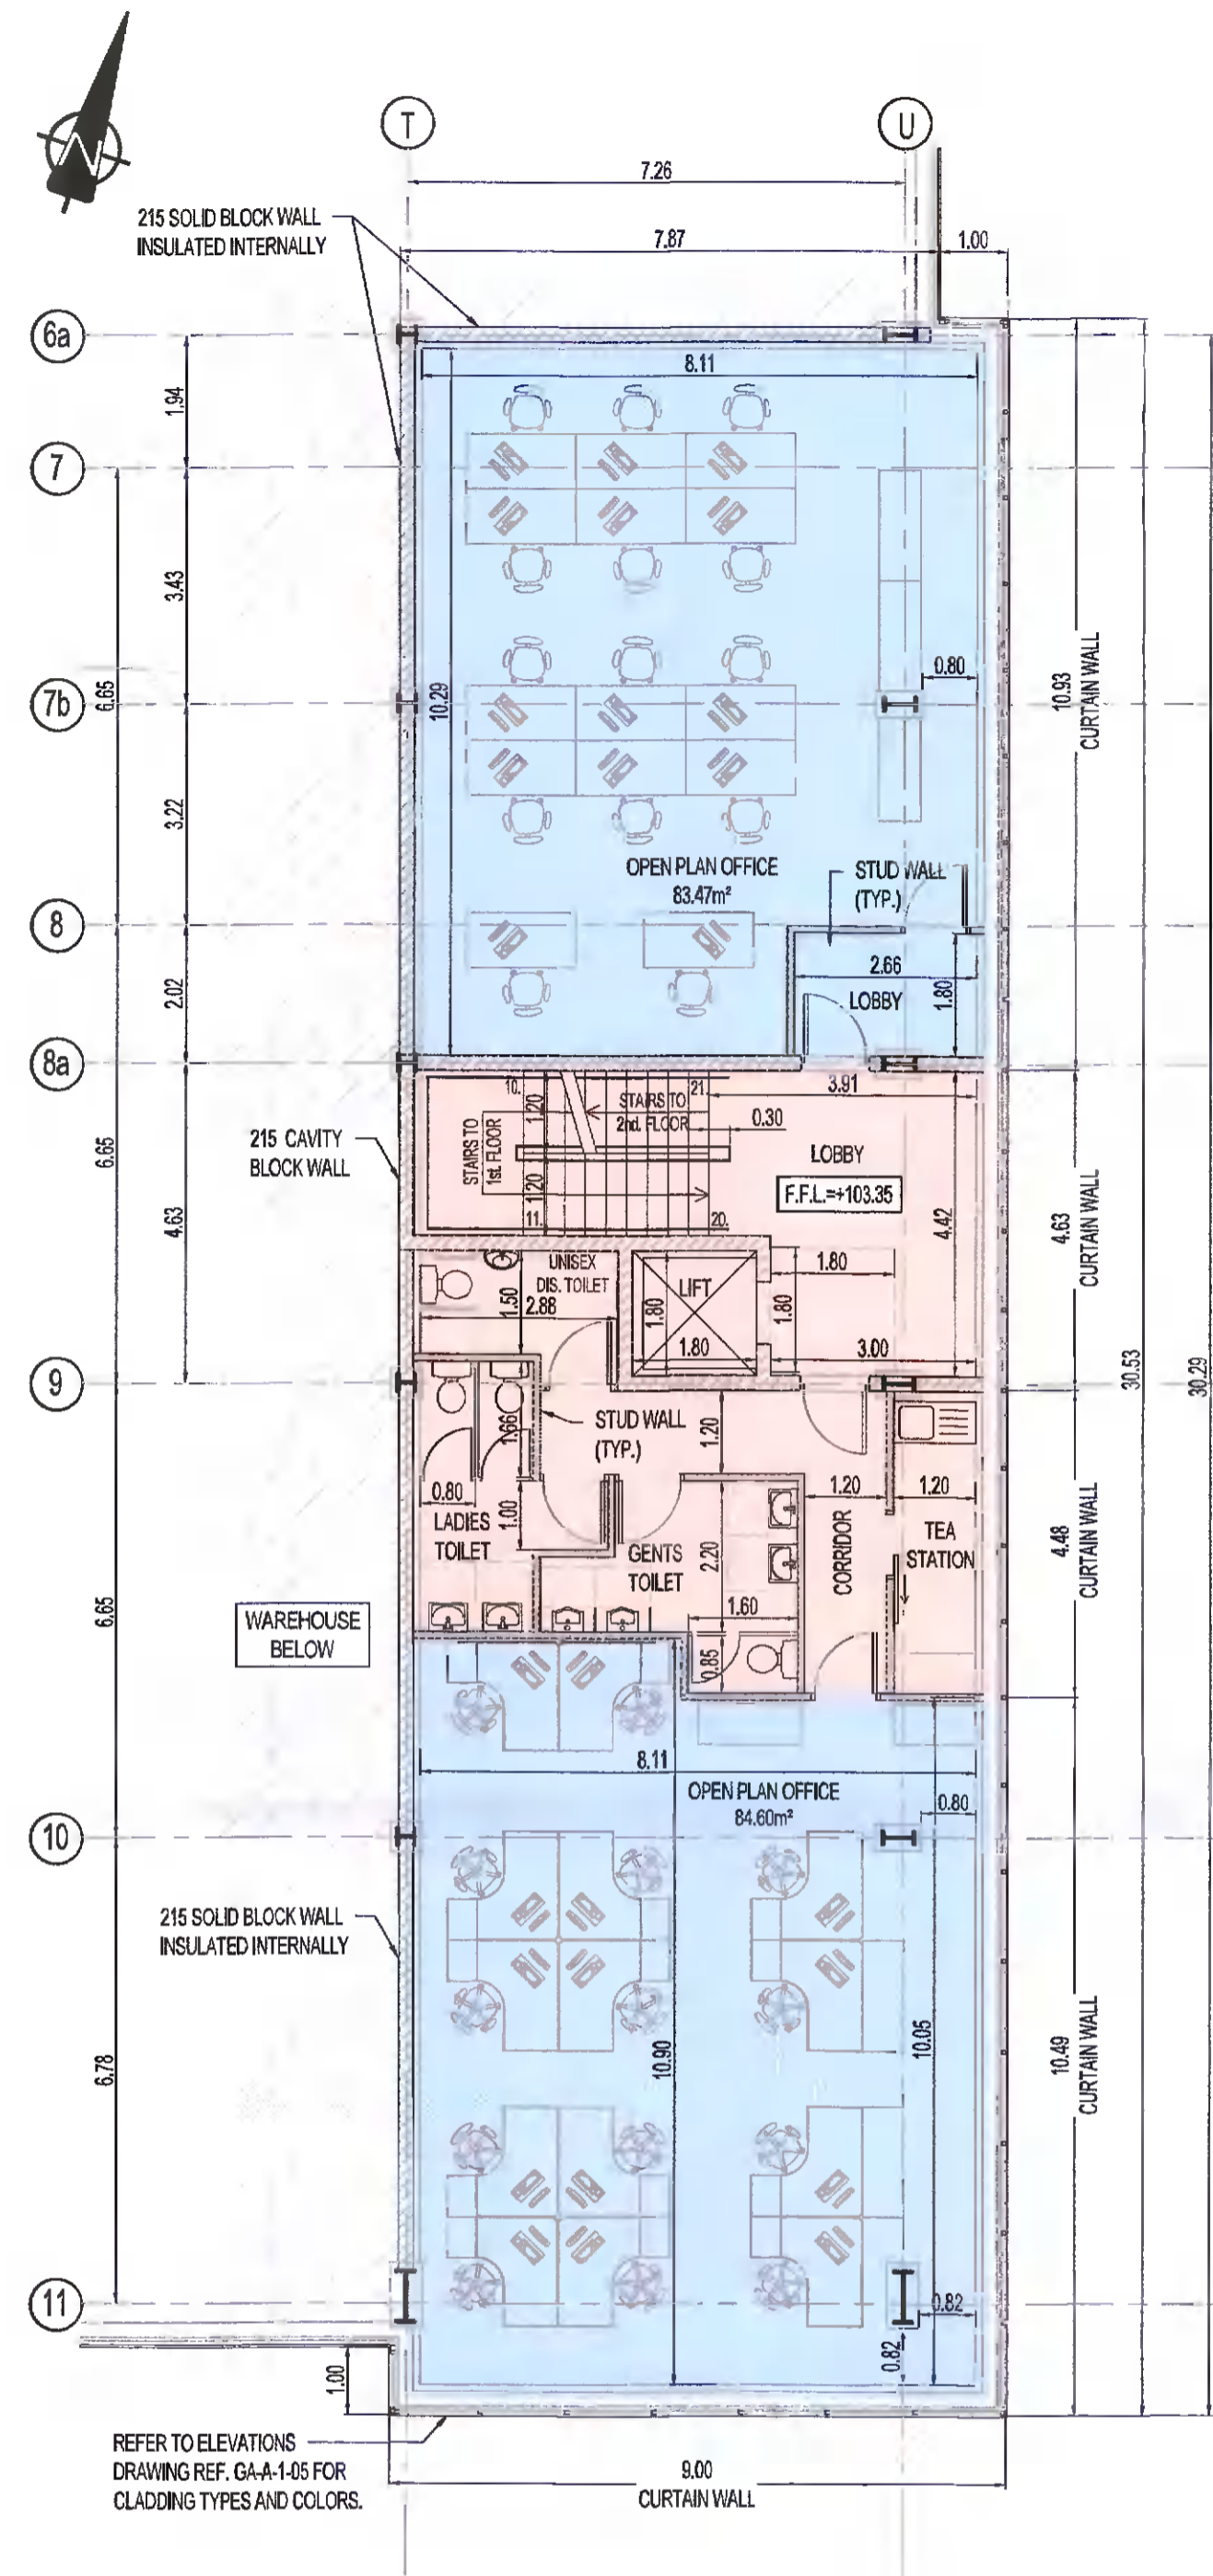 N
T
U
7.26
215 SOLID BLOCK WALL
INSULATED INTERNALLY
7.87
1.00
6a
8.11
1.94
7
3.43
10.93
CURTAIN WALL
0.80
6.65
10.29
7b
3.22
OPEN PLAN OFFICE
83.47m²
STUD WALL
(TYP.)
8
2.66
2.02
LOBBY
1.80
8a
10.
21.
3.91
1.20
STAIRS TO
2nd. FLOOR
0.30
STAIRS TO
1st. FLOOR
215 CAVITY
BLOCK WALL
LOBBY
6.65
F.F.L.=+103.35
1.20
11.
20.
4.63
4.42
4.63
CURTAIN WALL
UNISEX
DIS. TOILET
1.50
2.88
LIFT
1.80
1.80
1.80
1.80
3.00
30.53
30.29
9
STUD WALL
(TYP.)
1.66
1.20
0.80
1.00
1.20
1.20
LADIES
TOILET
GENTS
TOILET
2.20
CORRIDOR
TEA
STATION
4.48
CURTAIN WALL
1.60
6.65
WAREHOUSE
BELOW
0.85
8.11
OPEN PLAN OFFICE
84.60m²
0.80
10
215 SOLID BLOCK WALL
INSULATED INTERNALLY
10.90
10.05
10.49
CURTAIN WALL
6.78
11
0.82
0.82
1.00
REFER TO ELEVATIONS
DRAWING REF. GA-A-1-05 FOR
CLADDING TYPES AND COLORS.
9.00
CURTAIN WALL